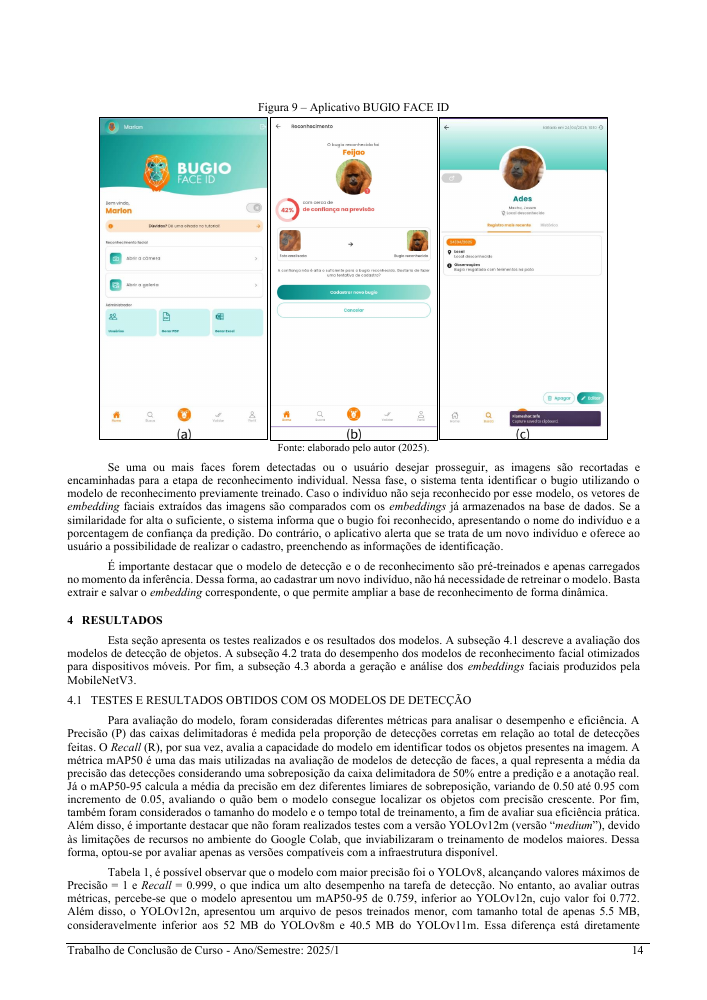 Figura 9 – Aplicativo BUGIO FACE ID
Marlon
BUGIO
FACE ID
Bem vindo,
Marlon
Dúvidas? Dê uma olhada no tutorial!
Reconhecimento facial
Abrir a câmera
Abrir a galeria
Home
(a)
Reconhecimento
O bugio reconhecido foi
Feijao
42%
com cerca de
de confiança na previsão
Bugio reconhecido
Cadastrar novo bugio
Cancelar
Home
(b)
Ades
Macho, Jovem
Local desconhecido
Registro mais recente
Local
Local desconhecido
Observações
Apagar
Editar
(c)
Fonte: elaborado pelo autor (2025).
Se uma ou mais faces forem detectadas ou o usuário desejar prosseguir, as imagens são recortadas e
encaminhadas para a etapa de reconhecimento individual. Nessa fase, o sistema tenta identificar o bugio utilizando o
modelo de reconhecimento previamente treinado. Caso o indivíduo não seja reconhecido por esse modelo, os vetores de
embedding faciais extraídos das imagens são comparados com os embeddings já armazenados na base de dados. Se a
similaridade for alta o suficiente, o sistema informa que o bugio foi reconhecido, apresentando o nome do indivíduo e a
porcentagem de confiança da predição. Do contrário, o aplicativo alerta que se trata de um novo indivíduo e oferece ao
usuário a possibilidade de realizar o cadastro, preenchendo as informações de identificação.
É importante destacar que o modelo de detecção e o de reconhecimento são pré-treinados e apenas carregados
no momento da inferência. Dessa forma, ao cadastrar um novo indivíduo, não há necessidade de retreinar o modelo. Basta
extrair e salvar o embedding correspondente, o que permite ampliar a base de reconhecimento de forma dinâmica.
4 RESULTADOS
Esta seção apresenta os testes realizados e os resultados dos modelos. A subseção 4.1 descreve a avaliação dos
modelos de detecção de objetos. A subseção 4.2 trata do desempenho dos modelos de reconhecimento facial otimizados
para dispositivos móveis. Por fim, a subseção 4.3 aborda a geração e análise dos embeddings faciais produzidos pela
MobileNetV3.
4.1 TESTES E RESULTADOS OBTIDOS COM OS MODELOS DE DETECÇÃO
Para avaliação do modelo, foram consideradas diferentes métricas para analisar o desempenho e eficiência. A
Precisão (P) das caixas delimitadoras é medida pela proporção de detecções corretas em relação ao total de detecções
feitas. O Recall (R), por sua vez, avalia a capacidade do modelo em identificar todos os objetos presentes na imagem. A
métrica mAP50 é uma das mais utilizadas na avaliação de modelos de detecção de faces, a qual representa a média da
precisão das detecções considerando uma sobreposição da caixa delimitadora de 50% entre a predição e a anotação real.
Já o mAP50-95 calcula a média da precisão em dez diferentes limiares de sobreposição, variando de 0.50 até 0.95 com
incremento de 0.05, avaliando o quão bem o modelo consegue localizar os objetos com precisão crescente. Por fim,
também foram considerados o tamanho do modelo e o tempo total de treinamento, a fim de avaliar sua eficiência prática.
Além disso, é importante destacar que não foram realizados testes com a versão YOLOv12m (versão “medium”), devido
às limitações de recursos no ambiente do Google Colab, que inviabilizaram o treinamento de modelos maiores. Dessa
forma, optou-se por avaliar apenas as versões compatíveis com a infraestrutura disponível.
Tabela 1, é possível observar que o modelo com maior precisão foi o YOLOv8, alcançando valores máximos de
Precisão = 1 e Recall = 0.999, o que indica um alto desempenho na tarefa de detecção. No entanto, ao avaliar outras
métricas, percebe-se que o modelo apresentou um mAP50-95 de 0.759, inferior ao YOLOv12n, cujo valor foi 0.772.
Além disso, o YOLOv12n, apresentou um arquivo de pesos treinados menor, com tamanho total de apenas 5.5 MB,
consideravelmente inferior aos 52 MB do YOLOv8m e 40.5 MB do YOLOv11m. Essa diferença está diretamente
Trabalho de Conclusão de Curso - Ano/Semestre: 2025/1 14